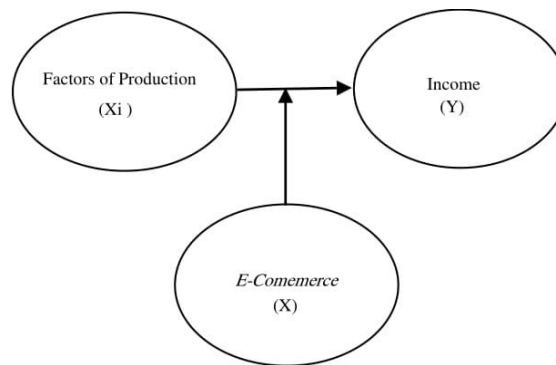 Factors of Production
(Xi )
Income
(Y)
E-Comemerce
(X)